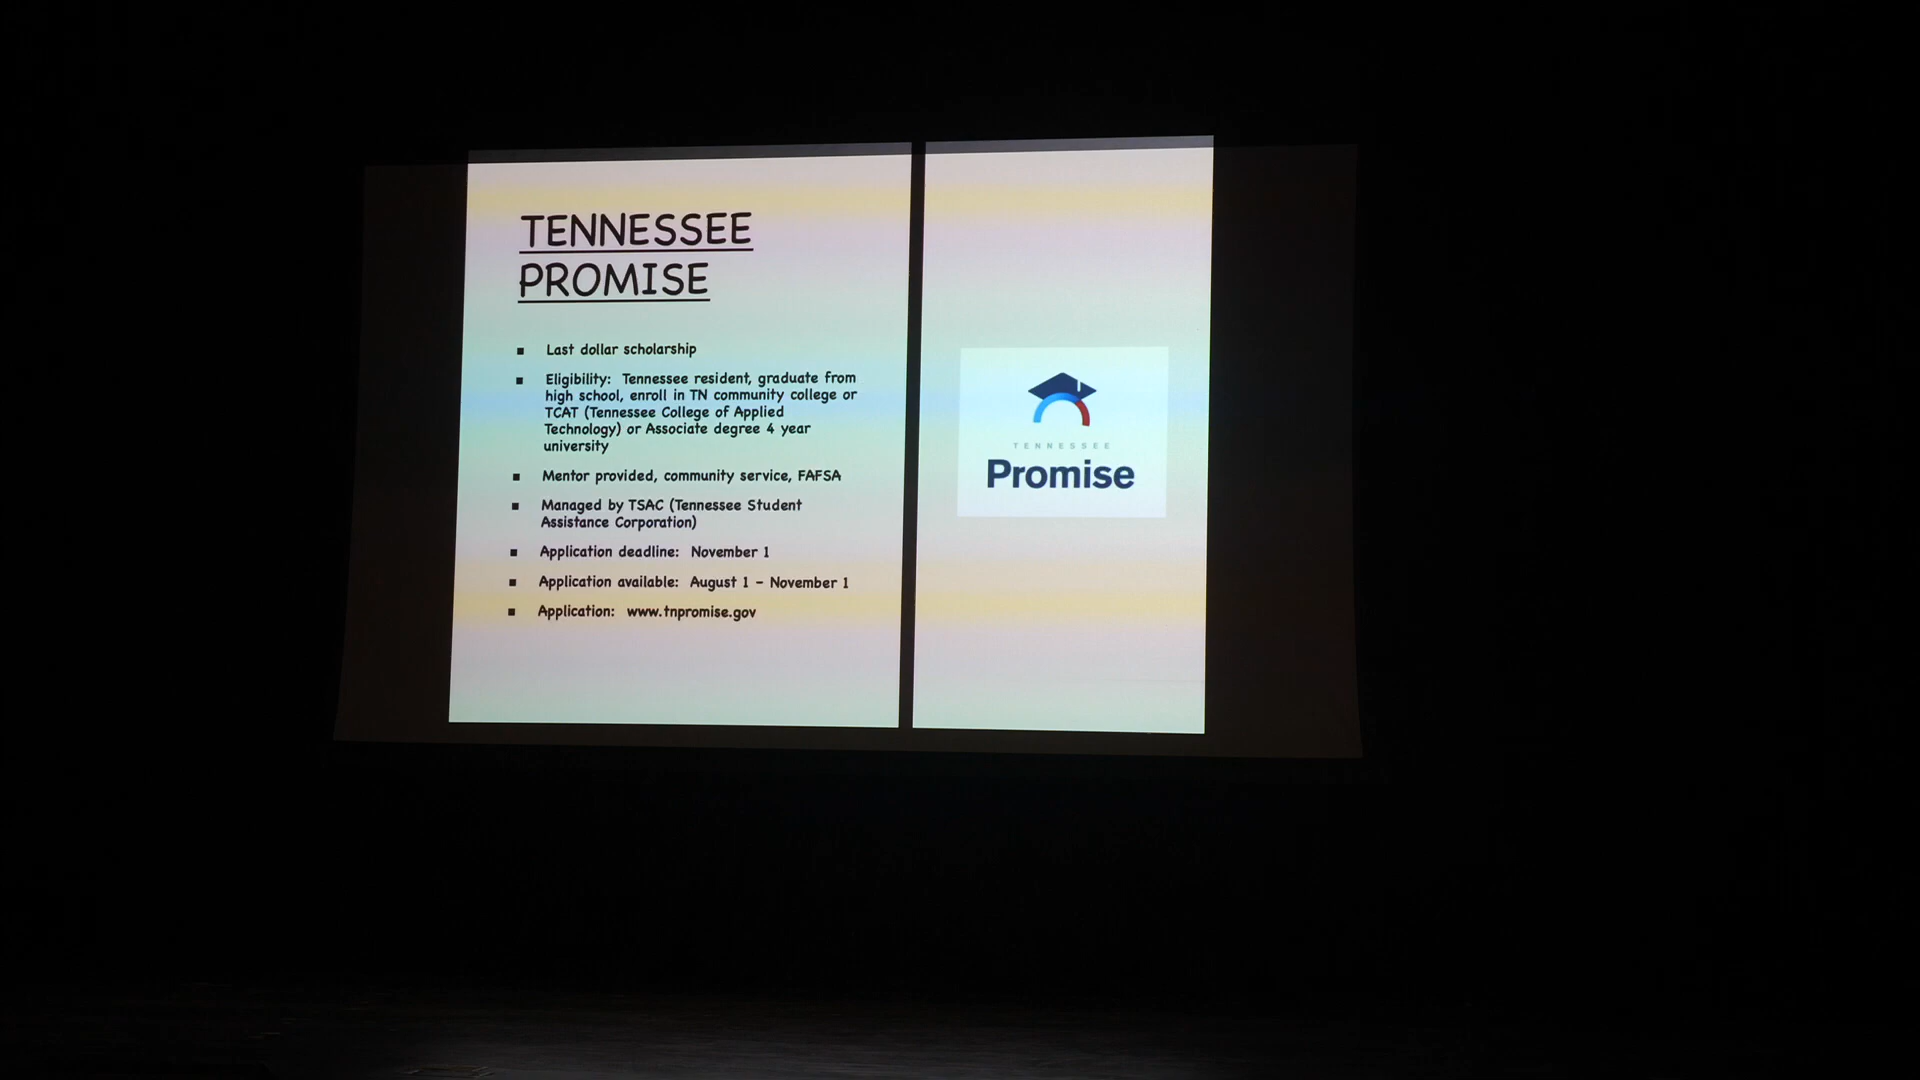 TENNESSEE
PROMISE
▪ Last dollar scholarship
▪ Eligibility: Tennessee resident, graduate from
high school, enroll in TN community college or
TCAT (Tennessee College of Applied
Technology) or Associate degree 4 year
university
▪ Mentor provided, community service, FAFSA
▪ Managed by TSAC (Tennessee Student
Assistance Corporation)
▪ Application deadline: November 1
▪ Application available: August 1 – November 1
▪ Application: www.tnpromise.gov
TENNESSEE
Promise